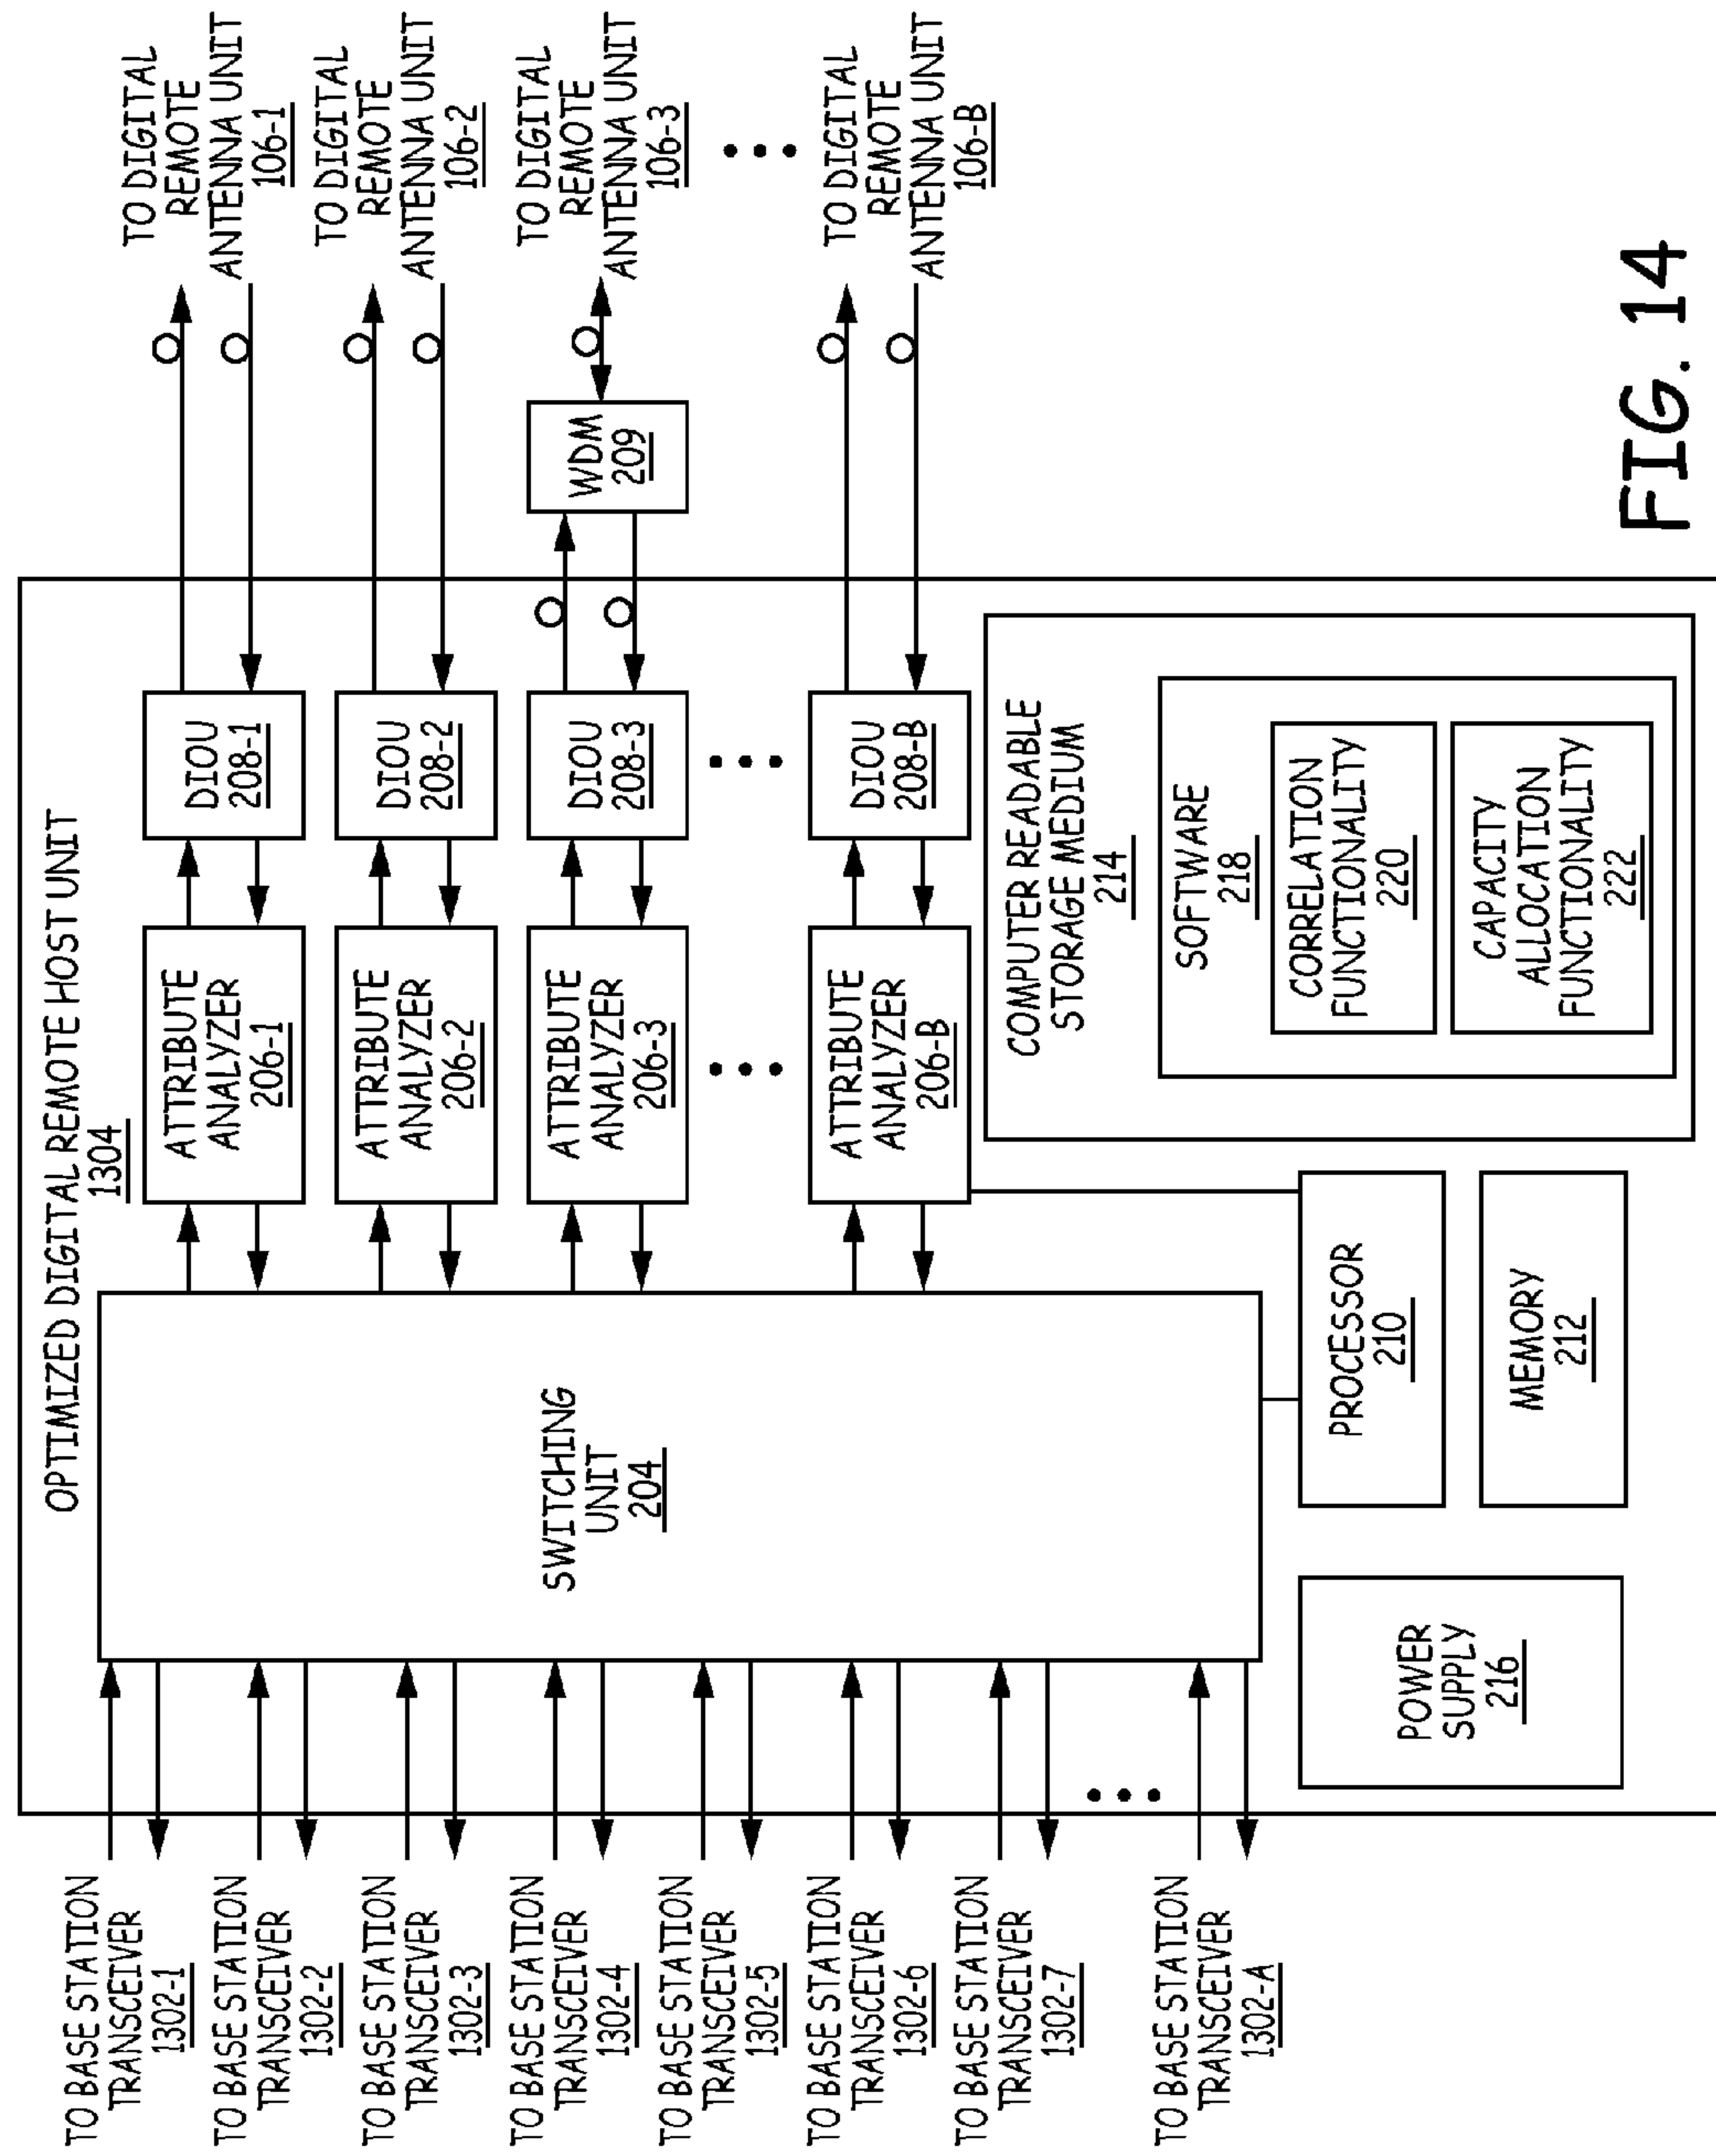 OPTIMIZED DIGITAL REMOTE HOST UNIT
1304
TO BASE STATION
TRANSCEIVER
1302-1
TO BASE STATION
TRANSCEIVER
1302-2
TO BASE STATION
TRANSCEIVER
1302-3
TO BASE STATION
TRANSCEIVER
1302-4
TO BASE STATION
TRANSCEIVER
1302-5
TO BASE STATION
TRANSCEIVER
1302-6
TO BASE STATION
TRANSCEIVER
1302-7
TO BASE STATION
TRANSCEIVER
1302-A
SWITCHING
UNIT
204
ATTRIBUTE
ANALYZER
206-1
ATTRIBUTE
ANALYZER
206-2
ATTRIBUTE
ANALYZER
206-3
ATTRIBUTE
ANALYZER
206-B
DIOU
208-1
DIOU
208-2
DIOU
208-3
DIOU
208-B
WDM
209
TO DIGITAL
REMOTE
ANTENNA UNIT
106-1
TO DIGITAL
REMOTE
ANTENNA UNIT
106-2
TO DIGITAL
REMOTE
ANTENNA UNIT
106-3
TO DIGITAL
REMOTE
ANTENNA UNIT
106-B
POWER
SUPPLY
216
PROCESSOR
210
MEMORY
212
COMPUTER READABLE
STORAGE MEDIUM
214
SOFTWARE
218
CORRELATION
FUNCTIONALITY
220
CAPACITY
ALLOCATION
FUNCTIONALITY
222
FIG. 14